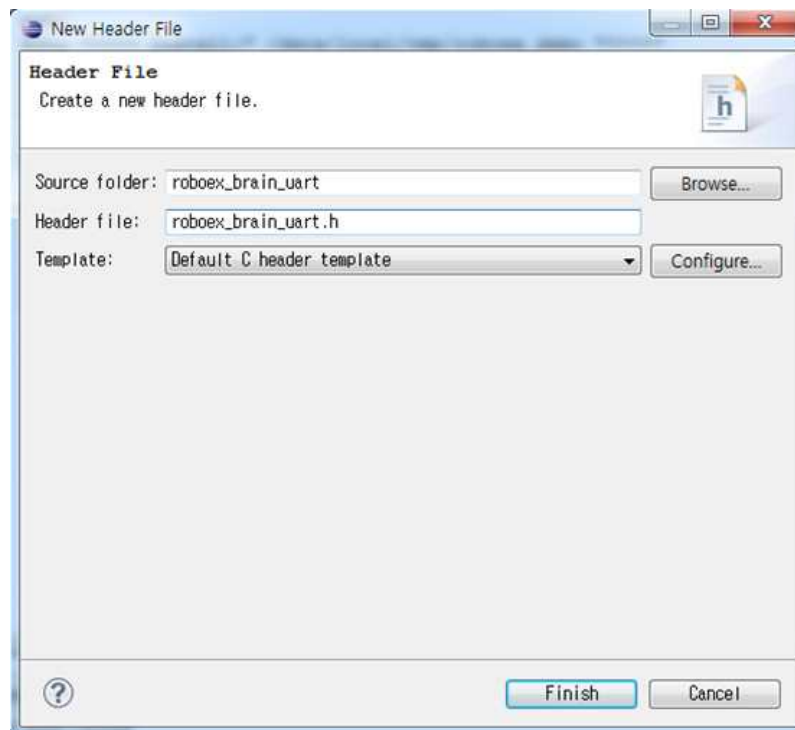 New Header File
Header File
Create a new header file.
h
Source folder: roboex_brain_uart Browse...
Header file: roboex_brain_uart.h
Template: Default C header template Configure...
? Finish Cancel